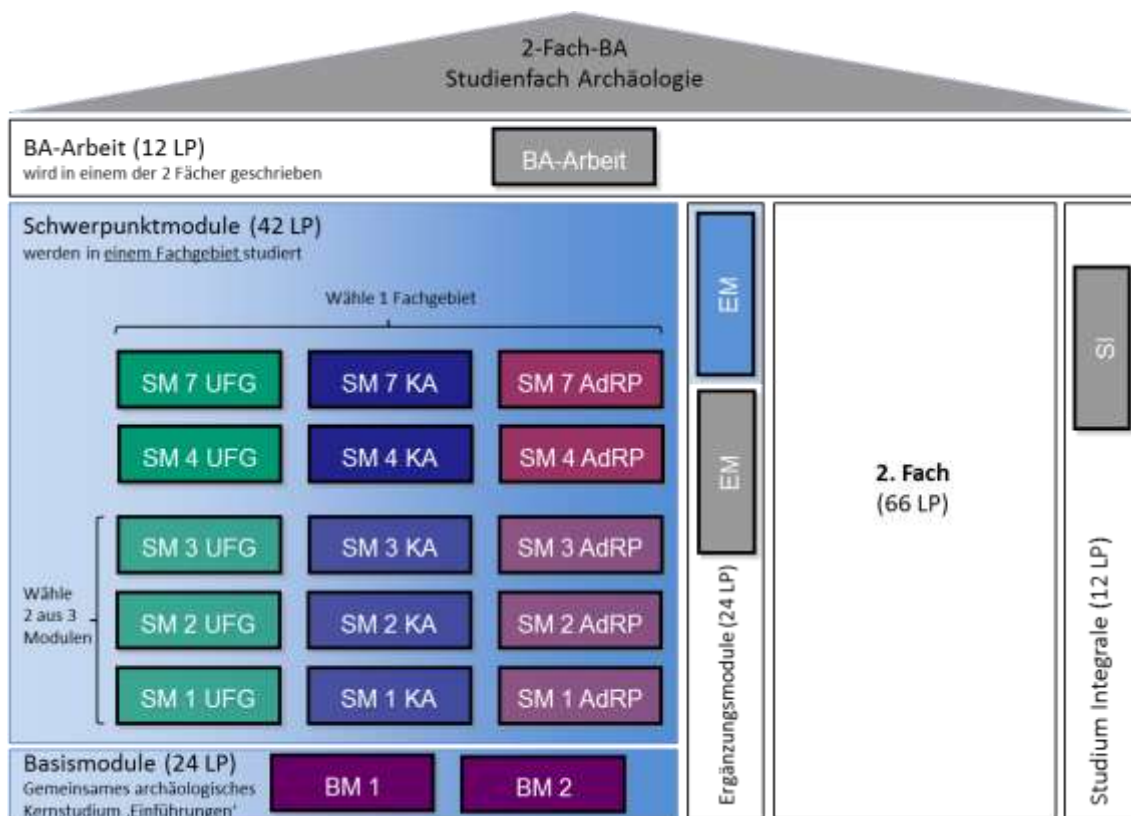 2-Fach-BA
Studienfach Archäologie
BA-Arbeit (12 LP)
wird in einem der 2 Fächer geschrieben
BA-Arbeit
Schwerpunktmodule (42 LP)
werden in einem Fachgebiet studiert
Wähle 1 Fachgebiet
SM 7 UFG
SM 7 KA
SM 7 AdRP
SM 4 UFG
SM 4 KA
SM 4 AdRP
Wähle
2 aus 3
Modulen
SM 3 UFG
SM 3 KA
SM 3 AdRP
SM 2 UFG
SM 2 KA
SM 2 AdRP
SM 1 UFG
SM 1 KA
SM 1 AdRP
Basismodule (24 LP)
Gemeinsames archäologisches
Kernstudium ‚Einführungen‘
BM 1
BM 2
EM
EM
Ergänzungsmodule (24 LP)
2. Fach
(66 LP)
SI
Studium Integrale (12 LP)